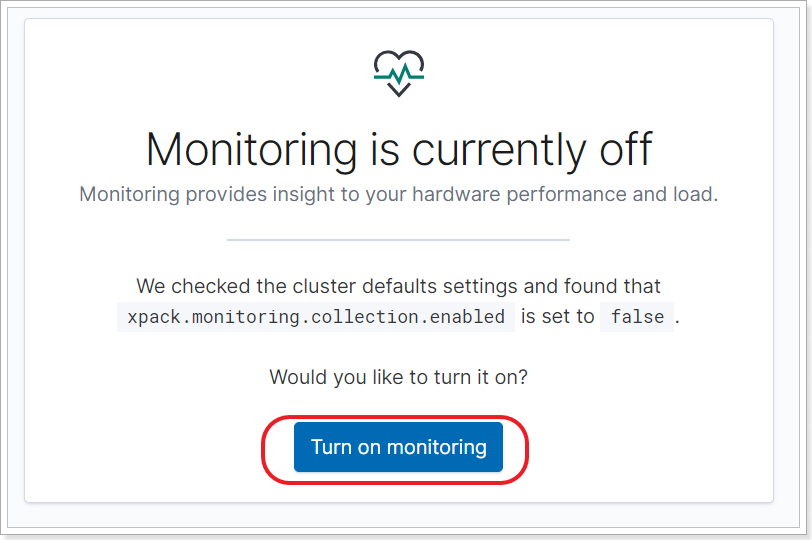 Monitoring is currently off
Monitoring provides insight to your hardware performance and load.
We checked the cluster defaults settings and found that
xpack.monitoring.collection.enabled is set to false .
Would you like to turn it on?
Turn on monitoring